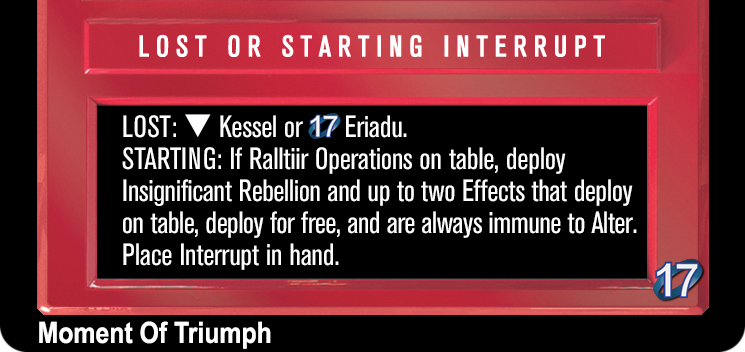 LOST OR STARTING INTERRUPT
LOST: ▼ Kessel or 17 Eriadu.
STARTING: If Ralltiir Operations on table, deploy
Insignificant Rebellion and up to two Effects that deploy
on table, deploy for free, and are always immune to Alter.
Place Interrupt in hand.
17
Moment Of Triumph